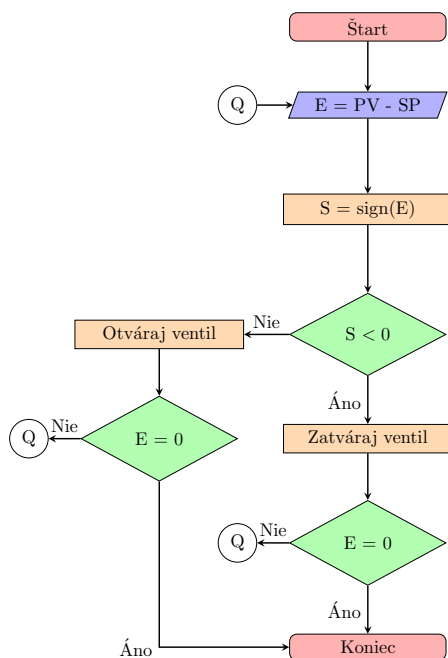 Štart
Q
E = PV - SP
S = sign(E)
Otváraj ventil
Nie
S < 0
Áno
Q
Nie
E = 0
Zatváraj ventil
Q
Nie
E = 0
Áno
Áno
Koniec